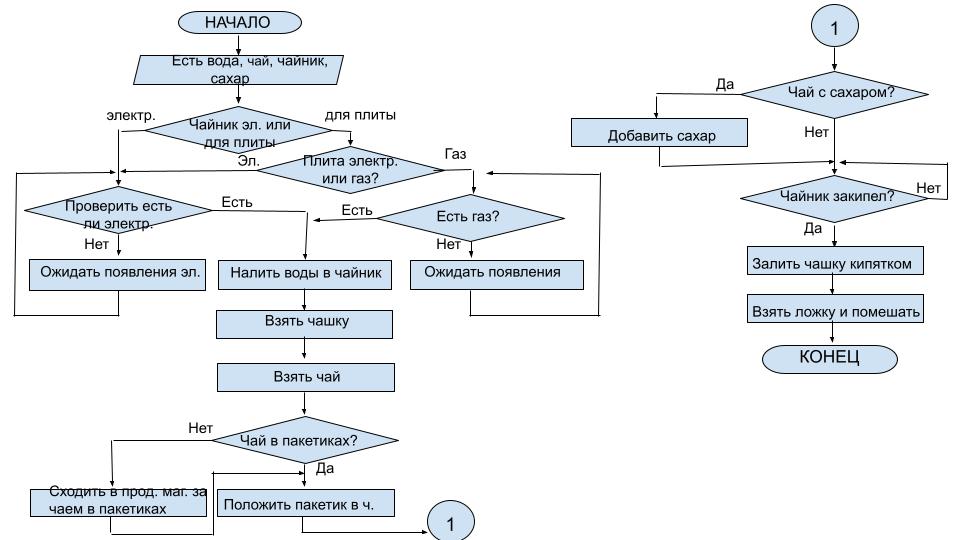 НАЧАЛО
Есть вода, чай, чайник,
сахар
электр.
Чайник эл. или
для плиты
для плиты
Эл.
Плита электр.
или газ?
Газ
Проверить есть
ли электр.
Есть
Есть
Есть газ?
Нет
Нет
Ожидать появления эл.
Налить воды в чайник
Ожидать появления
Взять чашку
Взять чай
Нет
Чай в пакетиках?
Да
Сходить в прод. маг. за
чаем в пакетиках
Положить пакетик в ч.
1
1
Да
Чай с сахаром?
Добавить сахар
Нет
Чайник закипел?
Нет
Да
Залить чашку кипятком
Взять ложку и помешать
КОНЕЦ